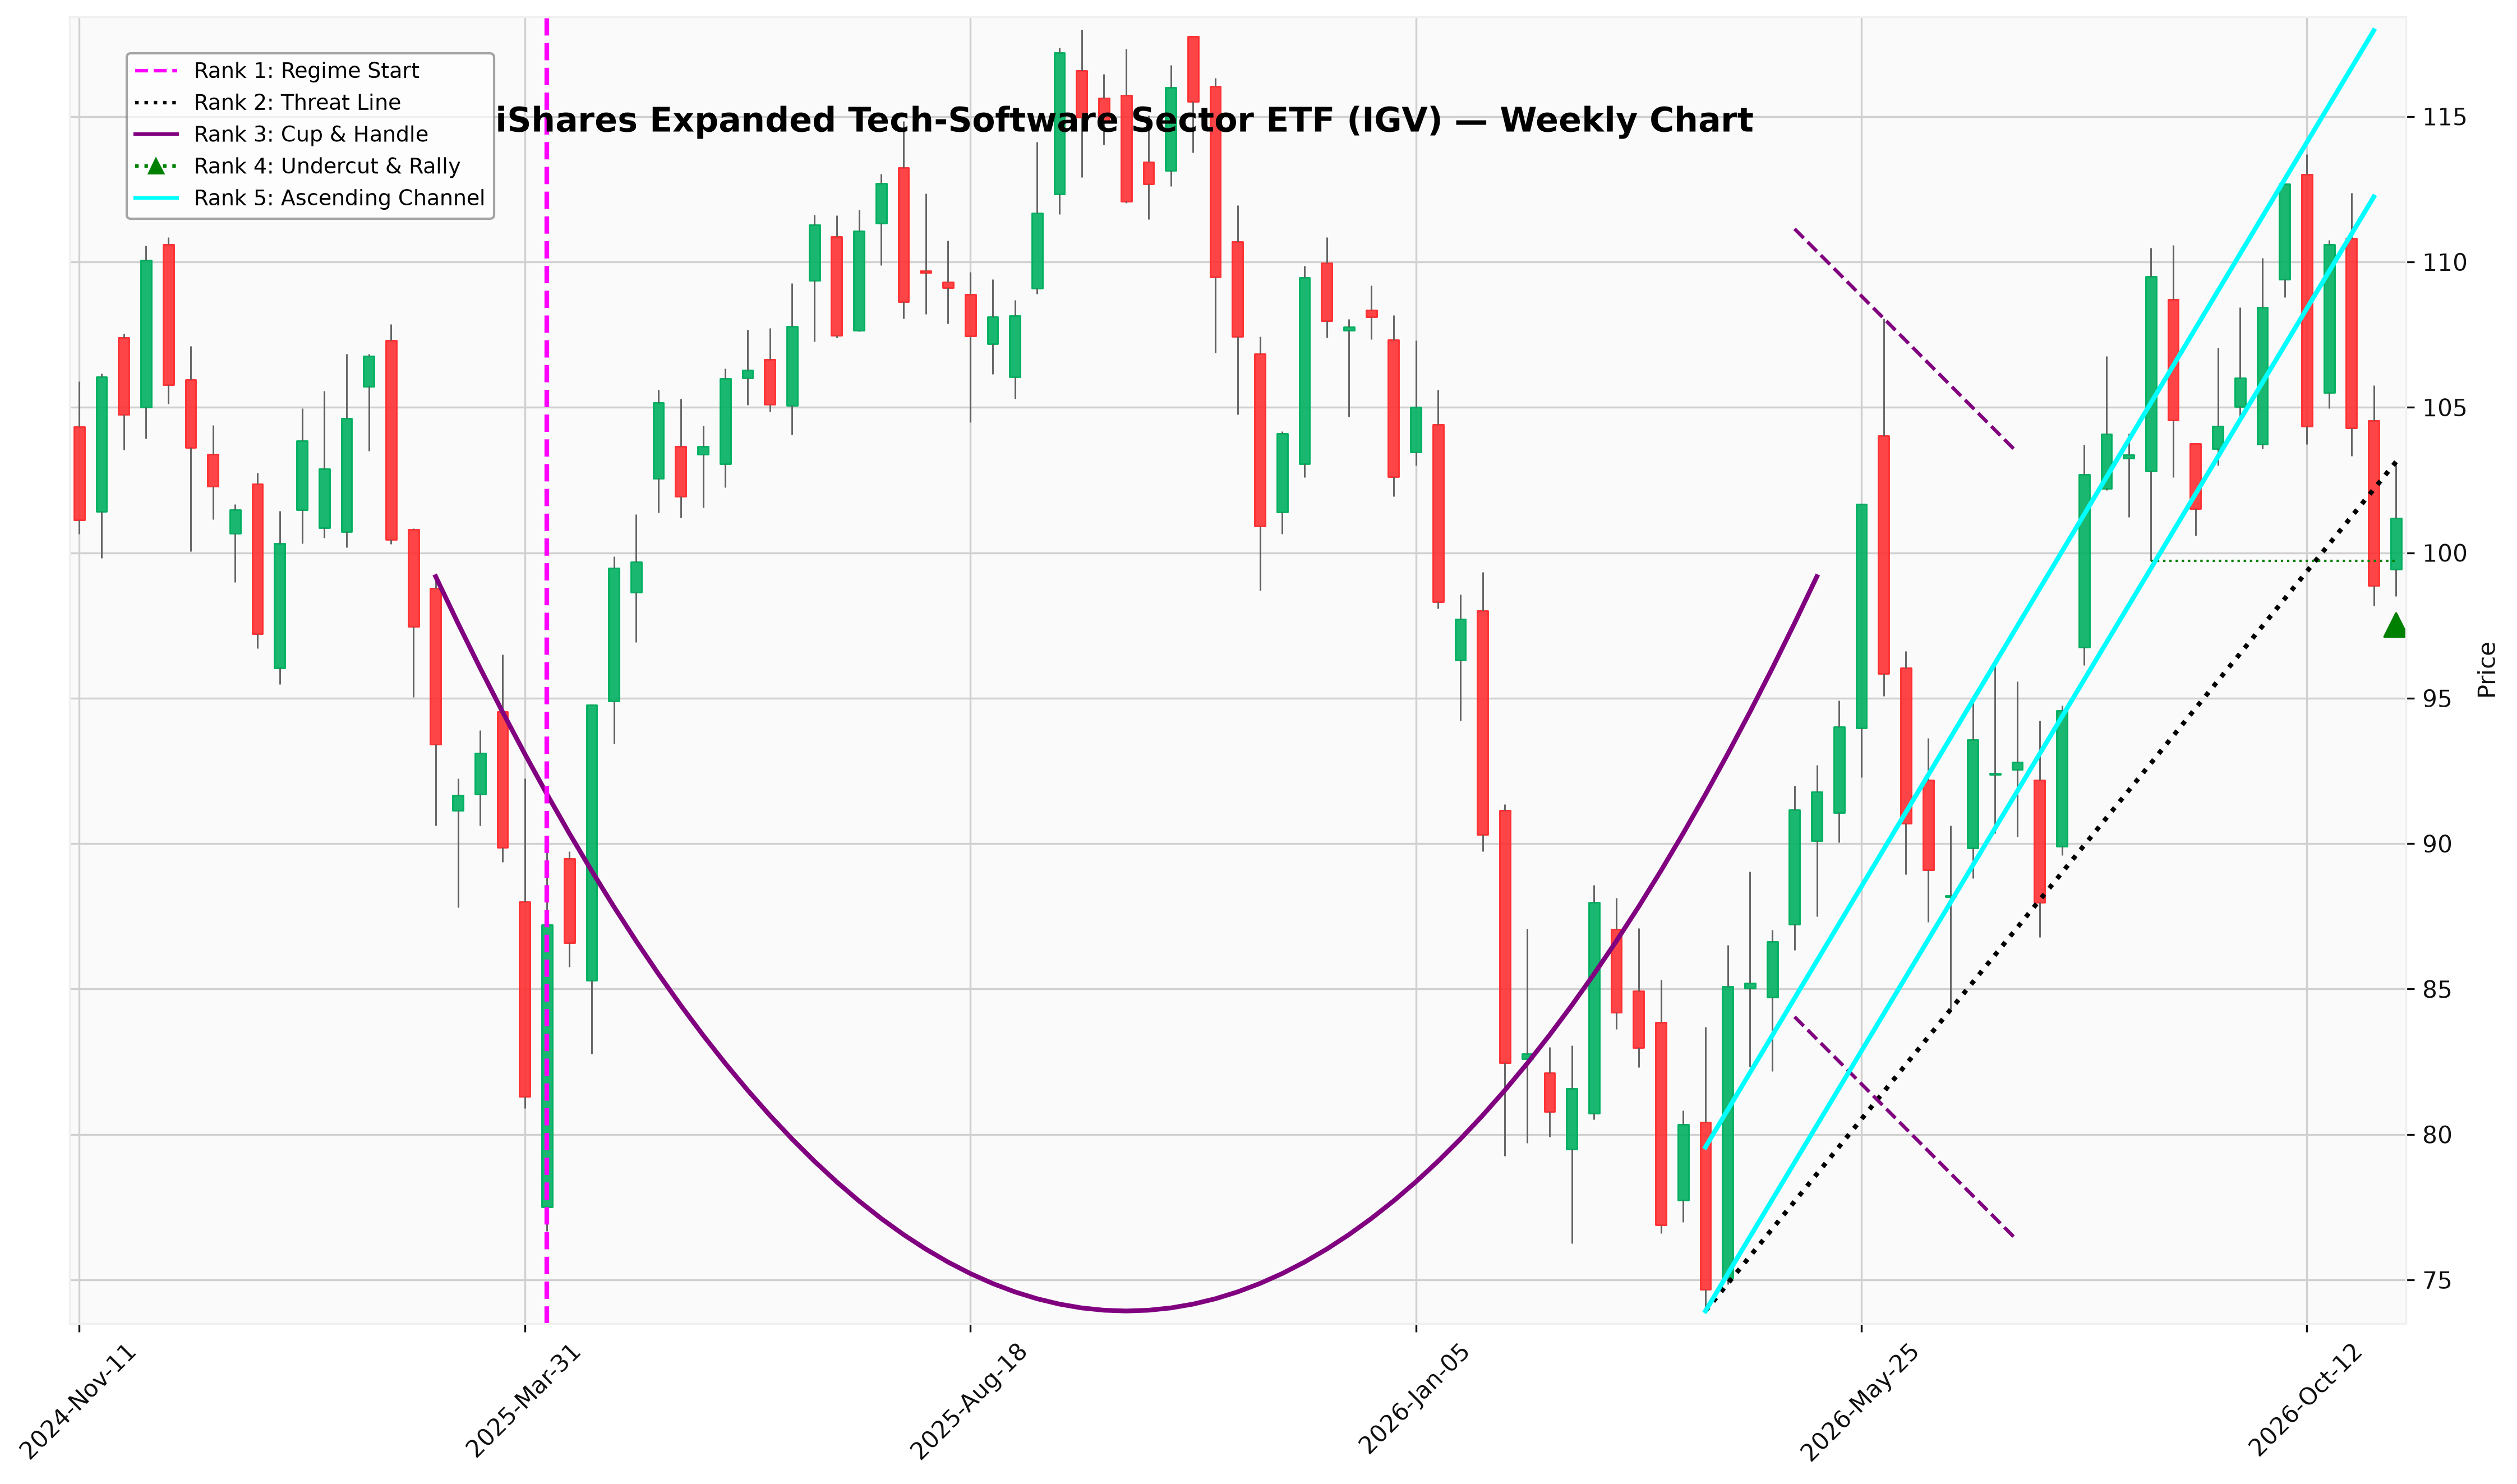 Rank 1: Regime Start
Rank 2: Threat Line
Rank 3: Cup & Handle
Rank 4: Undercut & Rally
Rank 5: Ascending Channel
iShares Expanded Tech-Software Sector ETF (IGV) — Weekly Chart
115
110
105
100
95
90
85
80
75
Price
2024-Nov-11
2025-Mar-31
2025-Aug-18
2026-Jan-05
2026-May-25
2026-Oct-12